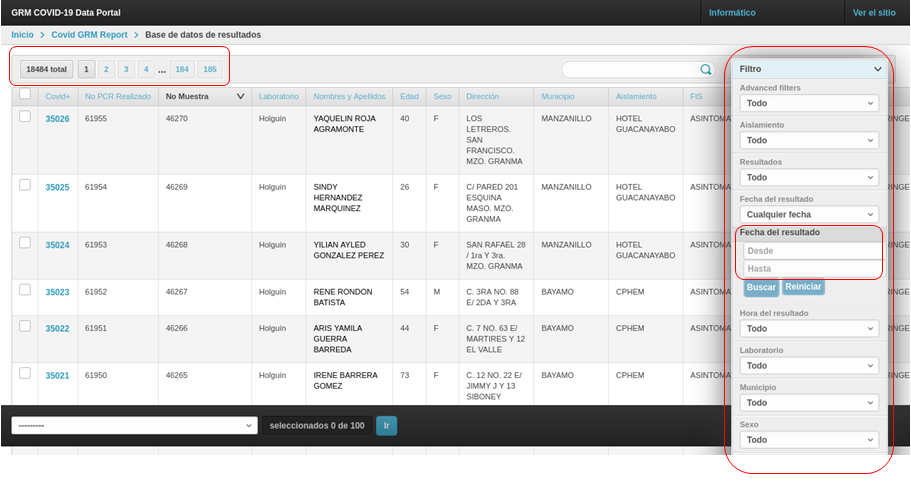 GRM COVID-19 Data Portal
Informático
Ver el sitio
Inicio › Covid GRM Report › Base de datos de resultados
18484 total 1 2 3 4 ... 184 185
Covid+ No PCR Realizado No Muestra Laboratorio Nombres y Apellidos Edad Sexo Dirección Municipio Aislamiento FIS
35026 61955 46270 Holguín YAQUELIN ROJA 40 F LOS MANZANILLO HOTEL ASINTOMA
AGRAMONTE LETREROS. GUACANAYABO
SAN
FRANCISCO.
MZO. GRANMA
35025 61954 46269 Holguín SINDY 26 F C/ PARED 201 MANZANILLO HOTEL ASINTOMA
HERNANDEZ ESQUINA GUACANAYABO
MARQUINEZ MASO. MZO.
GRANMA
35024 61953 46268 Holguín YILIAN AYLED 30 F SAN RAFAEL 28 MANZANILLO HOTEL ASINTOMA
GONZALEZ PEREZ / 1ra Y 3ra. GUACANAYABO
MZO. GRANMA
35023 61952 46267 Holguín RENE RONDON 54 M C. 3RA NO. 88 BAYAMO CPHEM ASINTOMA
BATISTA E/ 2DA Y 3RA
35022 61951 46266 Holguín ARIS YAMILA 44 F C. 7 NO. 63 E/ BAYAMO CPHEM ASINTOMA
GUERRA MARTIRES Y 12
BARREDA EL VALLE
35021 61950 46265 Holguín IRENE BARRERA 73 F C. 12 NO. 22 E/ BAYAMO CPHEM ASINTOMA
GOMEZ JIMMY J Y 13
SIBONEY
--------- seleccionados 0 de 100 Ir
Filtro
Advanced filters
Todo
Aislamiento
Todo
Resultados
Todo
Fecha del resultado
Cualquier fecha
Fecha del resultado
Desde
Hasta
Buscar Reiniciar
Hora del resultado
Todo
Laboratorio
Todo
Municipio
Todo
Sexo
Todo